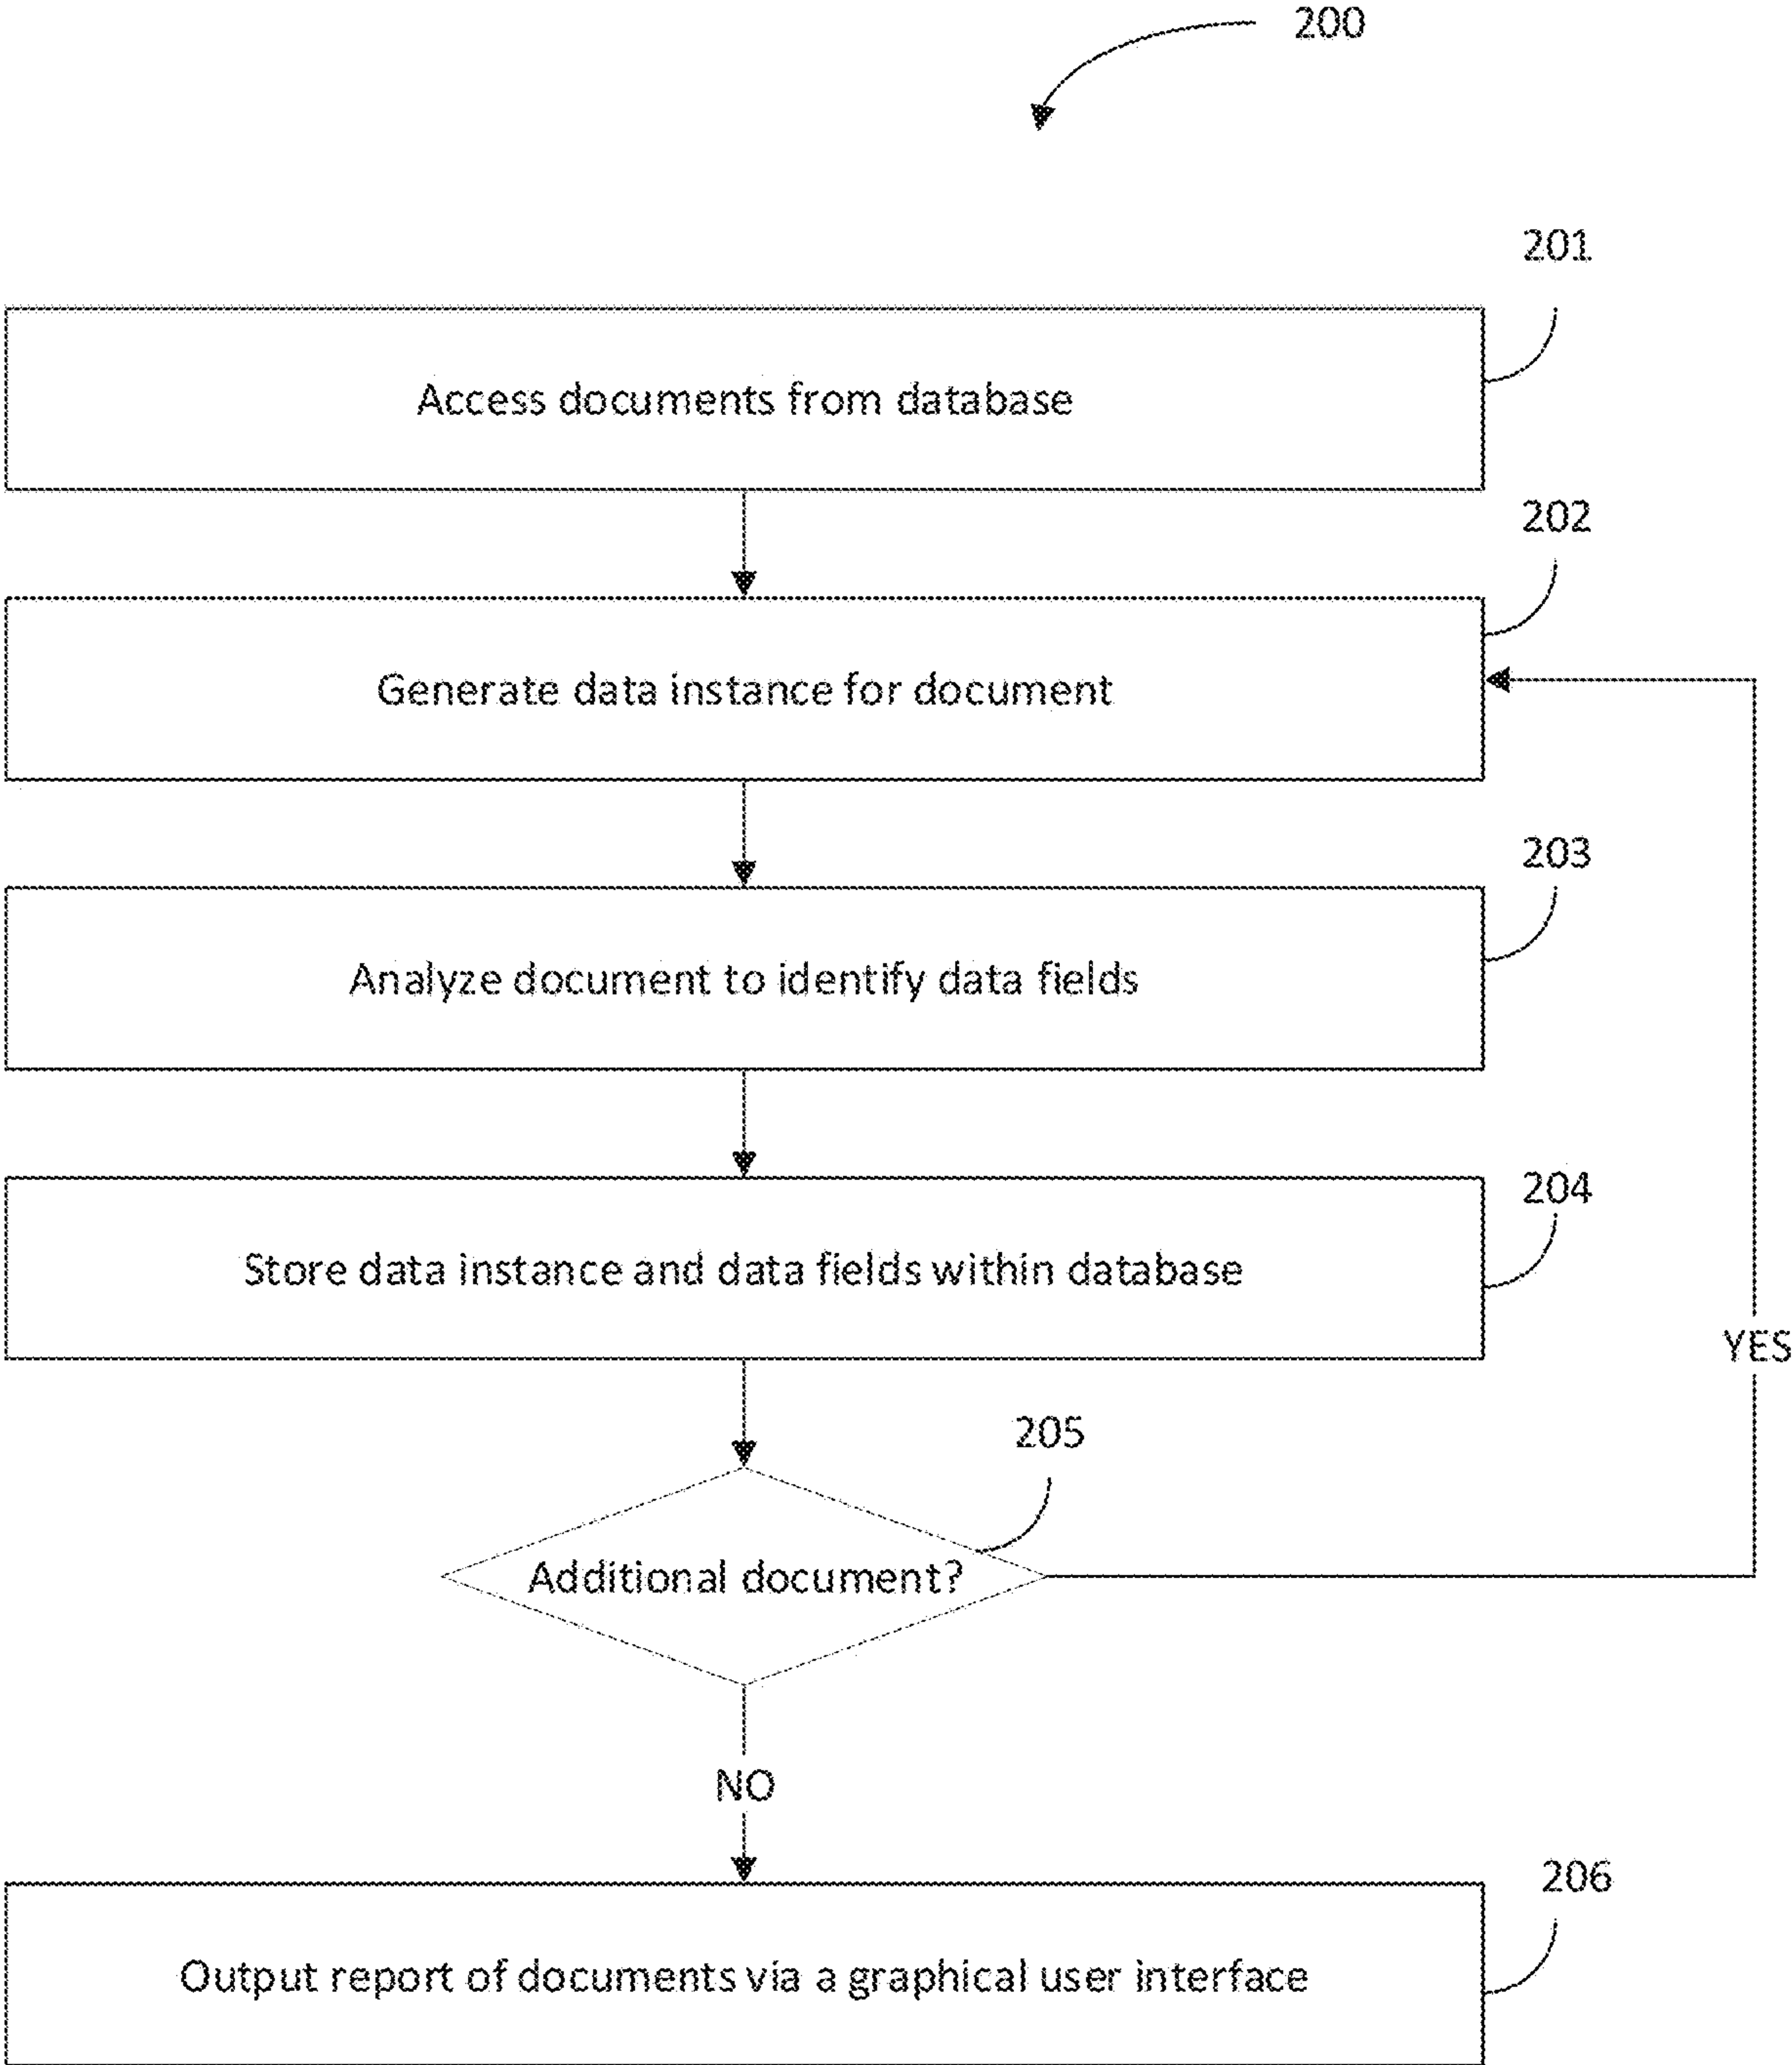 200
201
Access documents from database
202
Generate data instance for document
203
Analyze document to identify data fields
204
Store data instance and data fields within database
YES
205
Additional document?
NO
206
Output report of documents via a graphical user interface